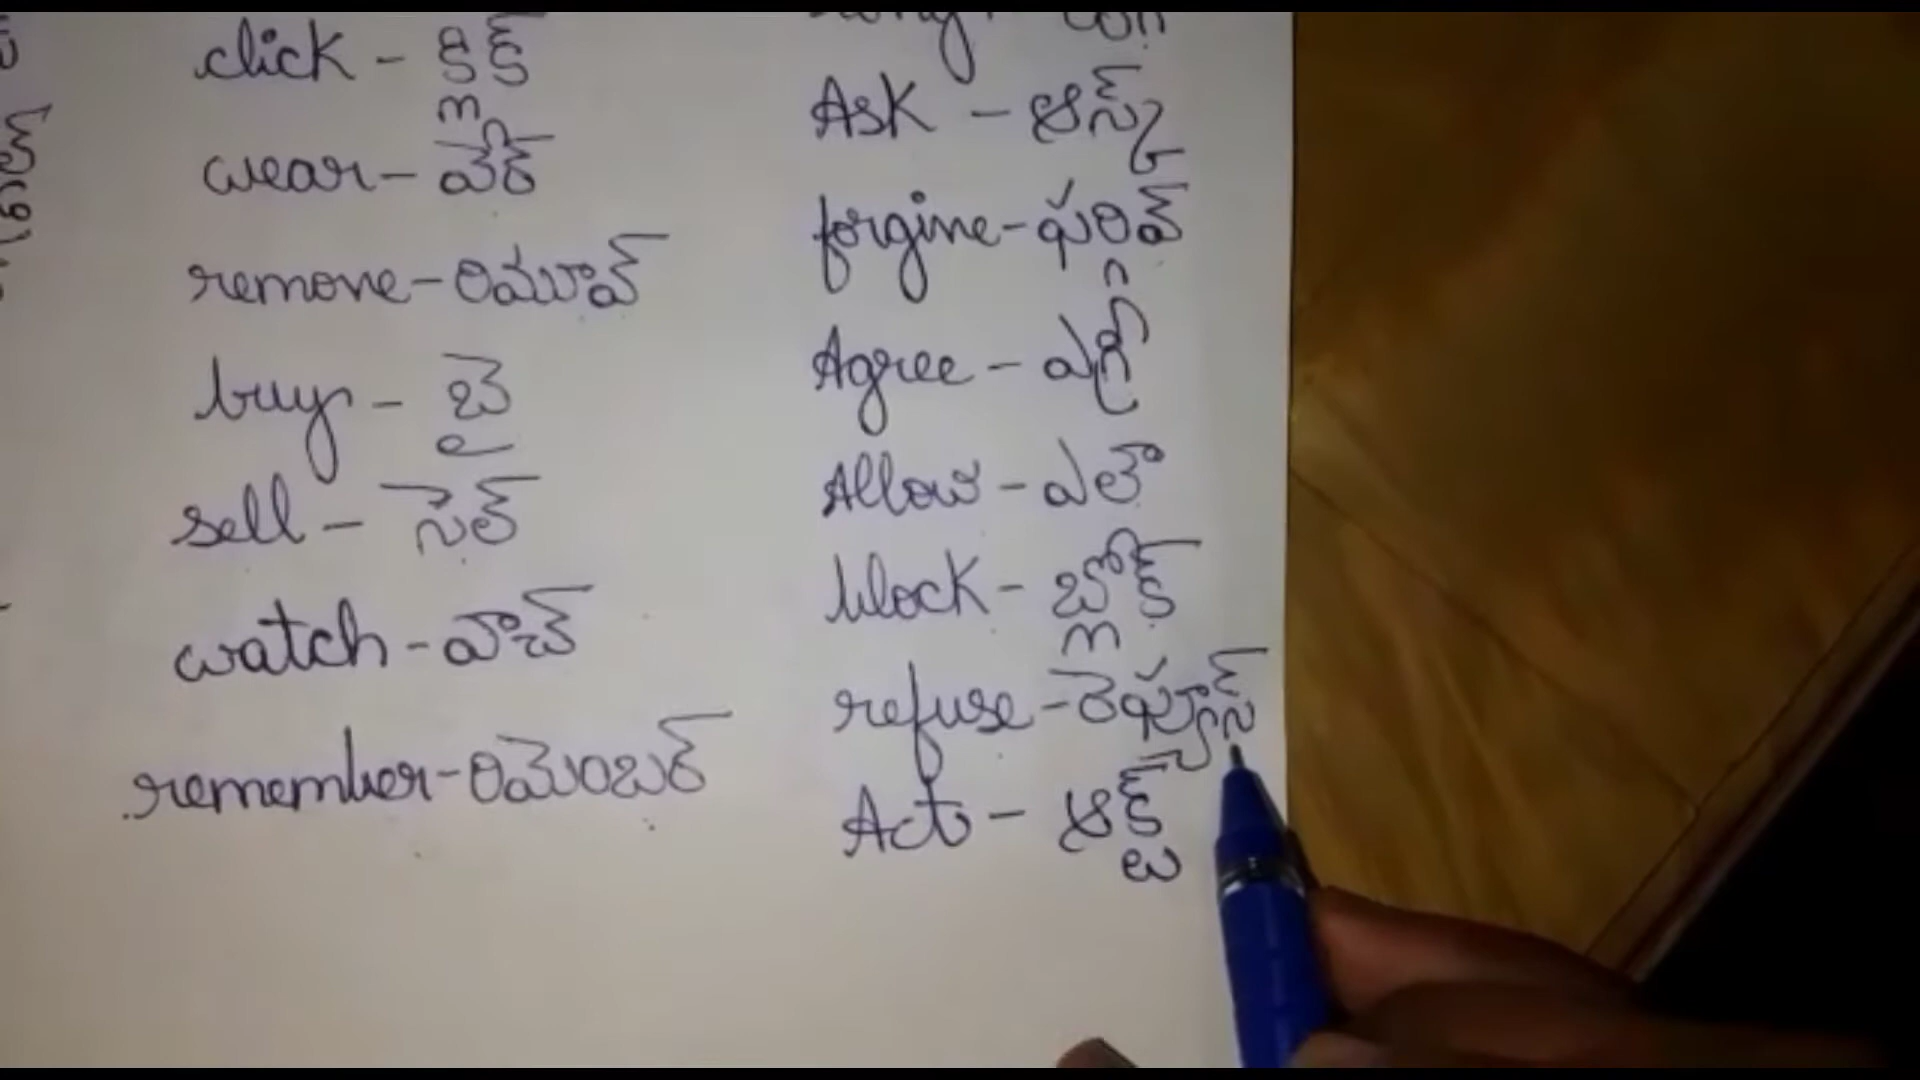 click - క్లిక్
wear - వేర్
remove - రిమూవ్
buy - బై
sell - సెల్
watch - వాచ్
remember - రిమెంబర్
Ask - ఆస్క్
forgive - ఫర్గివ్
Agree - ఎగ్రీ
Allow - ఎలో
block - బ్లోక్
refuse - రెఫ్యూస్
Act - ఆక్ట్